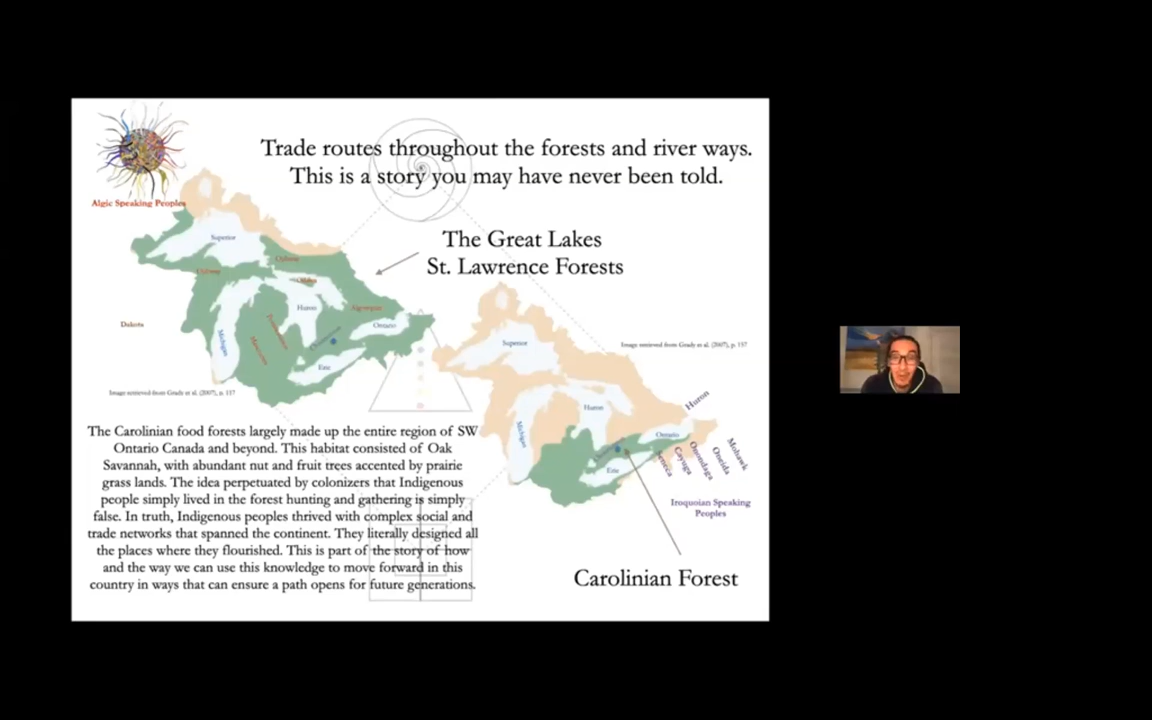 Trade routes throughout the forests and river ways.
This is a story you may have never been told.
Algic Speaking Peoples
The Great Lakes
St. Lawrence Forests
Superior
Ojibway
Ojibway
Odawa
Huron
Algonquin
Ontario
Dakota
Michigan
Erie
Image retrieved from Grady et al. (2007), p. 157
Superior
Image retrieved from Grady et al. (2007), p. 157
Huron
Huron
Michigan
Ontario
Erie
Seneca
Cayuga
Onondaga
Oneida
Mohawk
Iroquoian Speaking
Peoples
Carolinian Forest
The Carolinian food forests largely made up the entire region of SW
Ontario Canada and beyond. This habitat consisted of Oak
Savannah, with abundant nut and fruit trees accented by prairie
grass lands. The idea perpetuated by colonizers that Indigenous
people simply lived in the forest hunting and gathering is simply
false. In truth, Indigenous peoples thrived with complex social and
trade networks that spanned the continent. They literally designed all
the places where they flourished. This is part of the story of how
and the way we can use this knowledge to move forward in this
country in ways that can ensure a path opens for future generations.